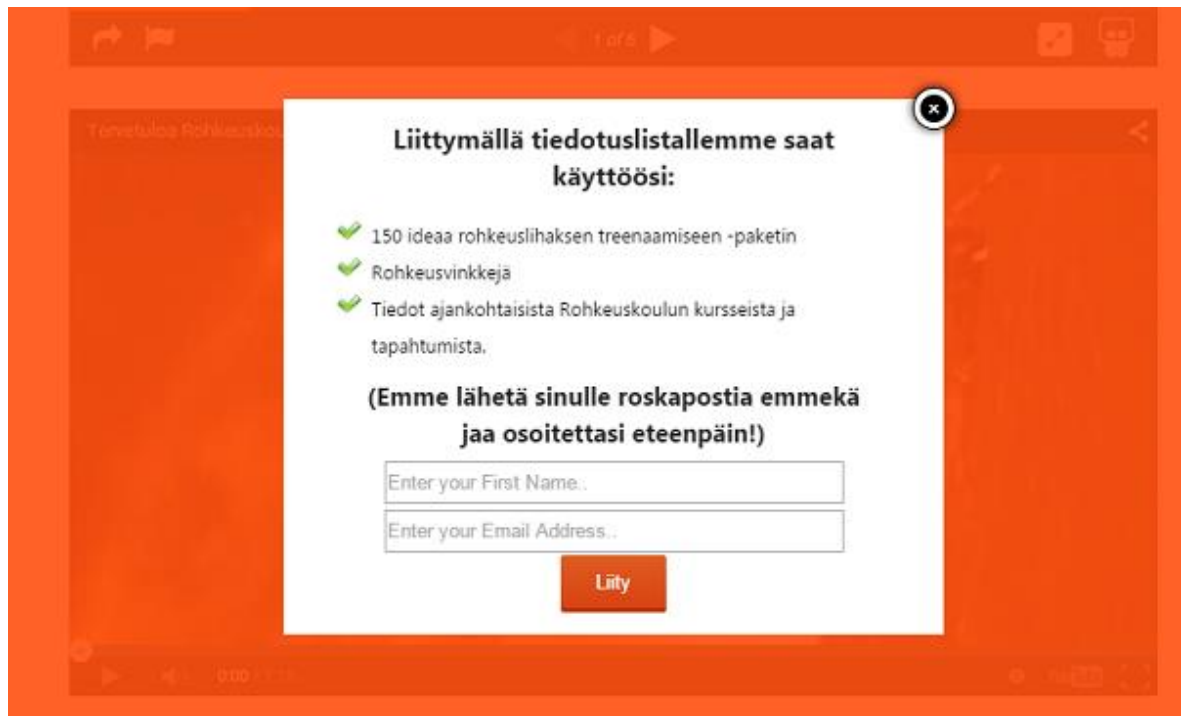 1 of 6
Tervetuloa Rohkeuskou
Liittymällä tiedotuslistallemme saat
käyttöösi:
150 ideaa rohkeuslihaksen treenaamiseen -paketin
Rohkeusvinkkejä
Tiedot ajankohtaisista Rohkeuskoulun kursseista ja
tapahtumista.
(Emme lähetä sinulle roskapostia emmekä
jaa osoitettasi eteenpäin!)
Enter your First Name..
Enter your Email Address..
Liity
0:00